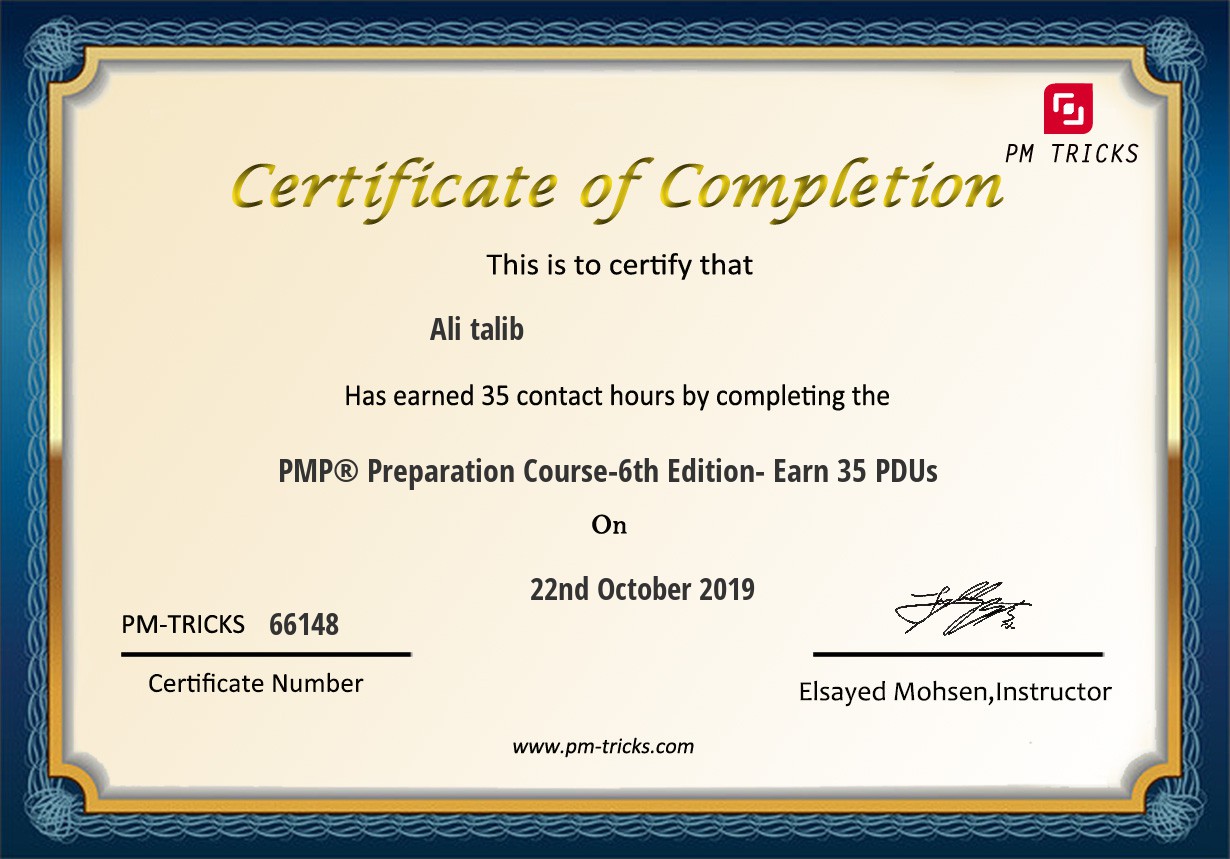 PM TRICKS
Certificate of Completion
This is to certify that
Ali talib
Has earned 35 contact hours by completing the
PMP® Preparation Course-6th Edition- Earn 35 PDUs
On
22nd October 2019
PM-TRICKS 66148
Certificate Number
Elsayed Mohsen,Instructor
www.pm-tricks.com